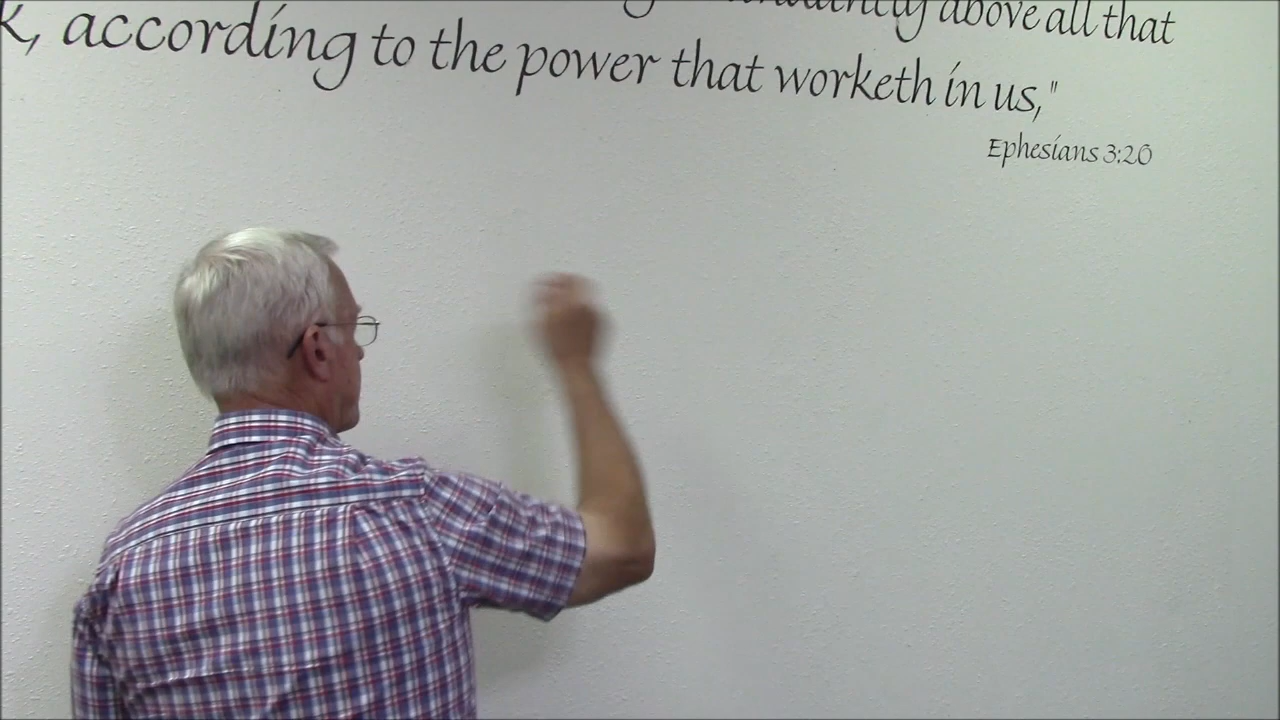 above all that
according to the power that worketh in us,"
Ephesians 3:20